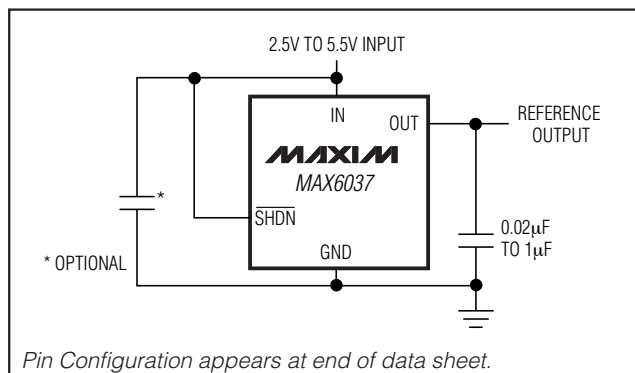 2.5V TO 5.5V INPUT
IN
OUT
REFERENCE
OUTPUT
MAXIM
MAX6037
*
SHDN
0.02µF
TO 1µF
* OPTIONAL
GND
Pin Configuration appears at end of data sheet.